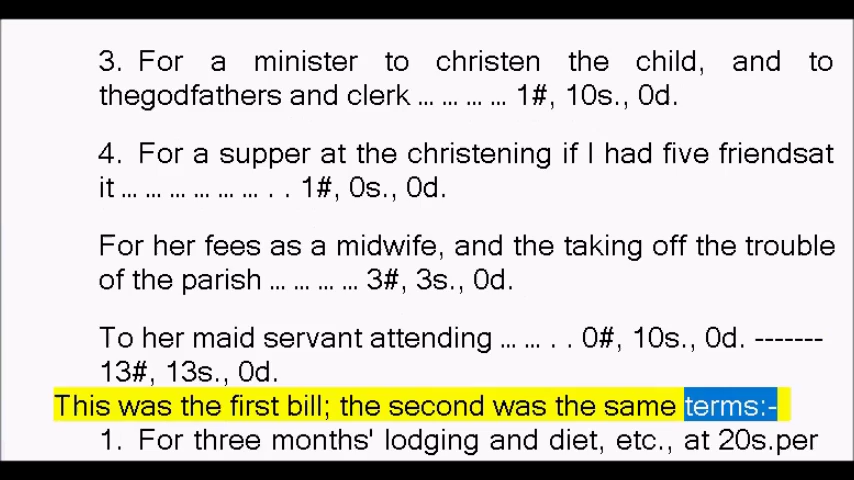 3. For a minister to christen the child, and to
thegodfathers and clerk ... ... ... ... 1#, 10s., 0d.
4. For a supper at the christening if I had five friendsat
it ... ... ... ... ... ... . . 1#, 0s., 0d.
For her fees as a midwife, and the taking off the trouble
of the parish ... ... ... ... 3#, 3s., 0d.
To her maid servant attending ... ... . . 0#, 10s., 0d. -------
13#, 13s., 0d.
This was the first bill; the second was the same terms:-
1. For three months' lodging and diet, etc., at 20s.per